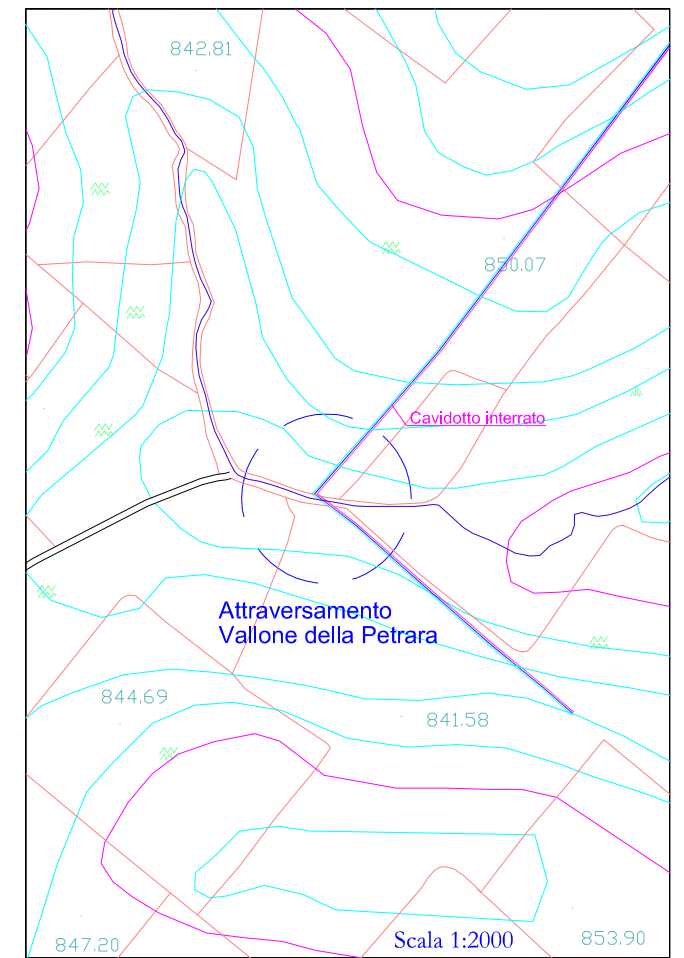 842.81
850.07
Cavidotto interrato
Attraversamento
Vallone della Petrara
844.69
841.58
847.20
Scala 1:2000
853.90